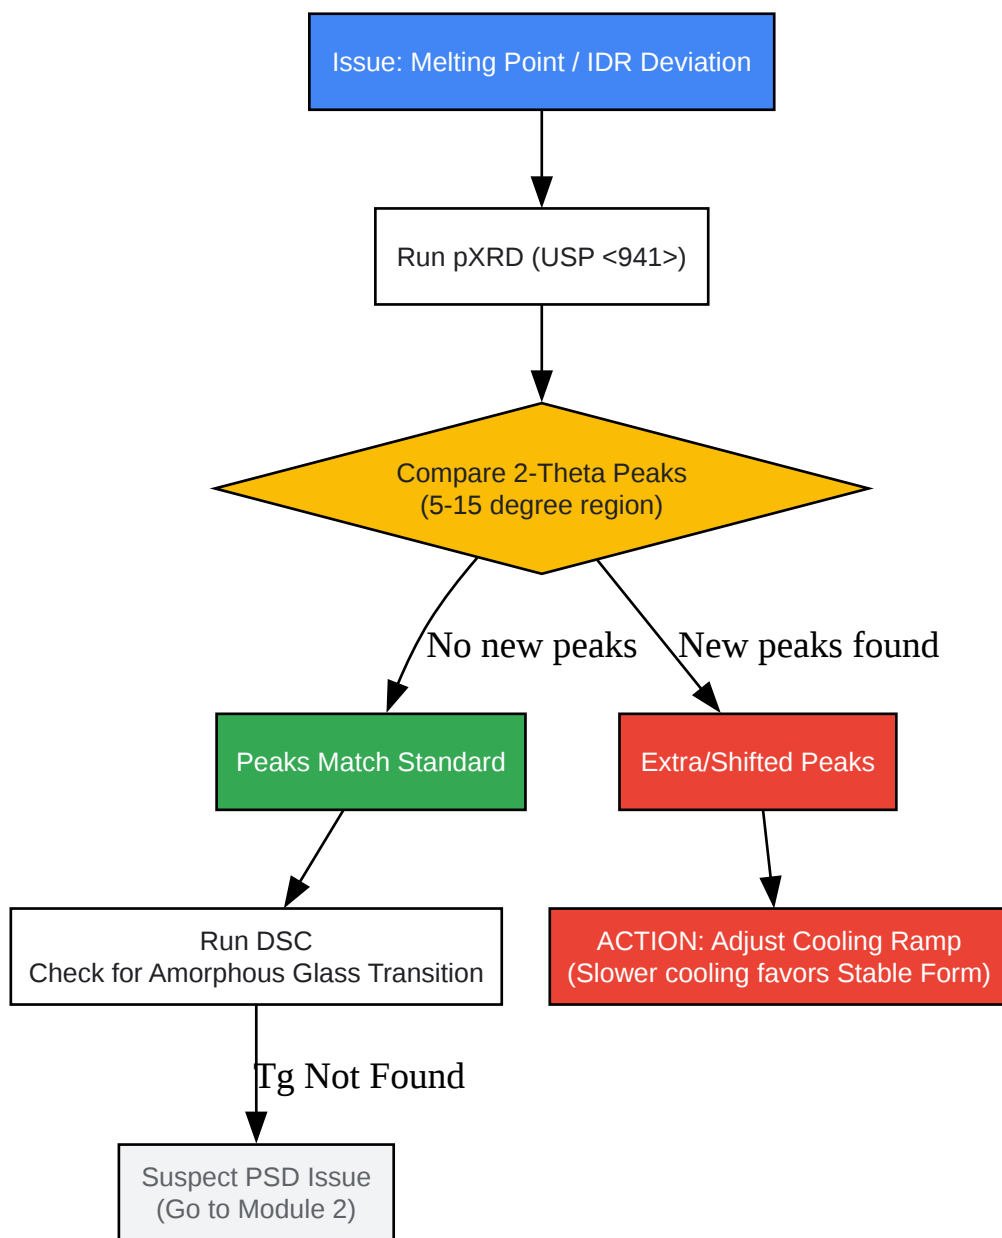 Issue: Melting Point / IDR Deviation
Run pXRD (USP <941>)
Compare 2-Theta Peaks
(5-15 degree region)
No new peaks
New peaks found
Peaks Match Standard
Extra/Shifted Peaks
Run DSC
Check for Amorphous Glass Transition
ACTION: Adjust Cooling Ramp
(Slower cooling favors Stable Form)
Tg Not Found
Suspect PSD Issue
(Go to Module 2)